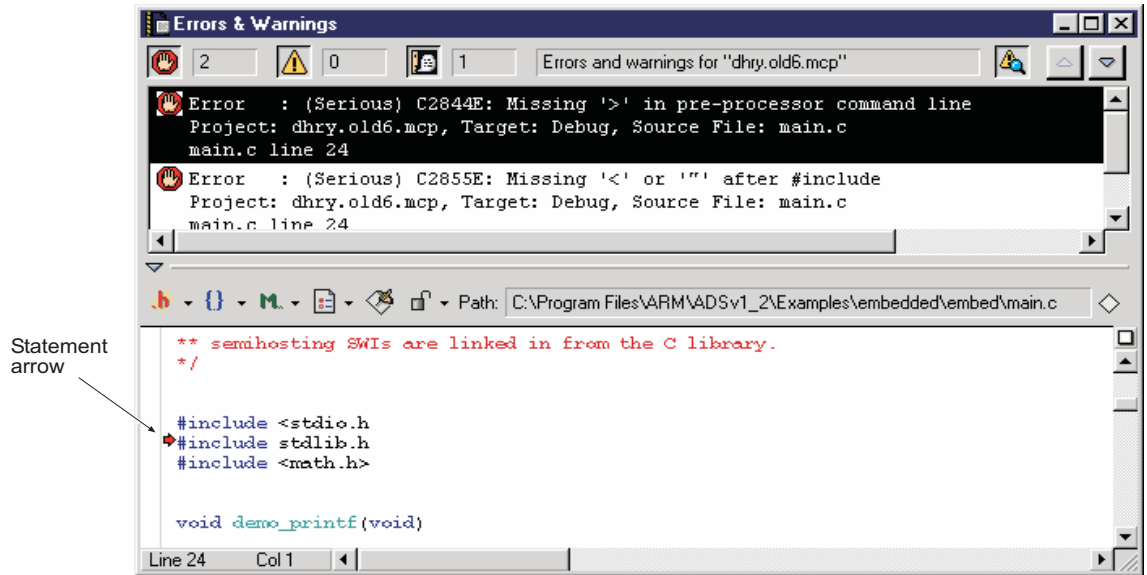 Errors & Warnings
2 0 1 Errors and warnings for "dhry.old6.mcp"
Error : (Serious) C2844E: Missing '>' in pre-processor command line
Project: dhry.old6.mcp, Target: Debug, Source File: main.c
main.c line 24
Error : (Serious) C2855E: Missing '<' or '"' after #include
Project: dhry.old6.mcp, Target: Debug, Source File: main.c
main.c line 24
.h {} M. Path: C:\Program Files\ARM\ADSv1_2\Examples\embedded\embed\main.c
Statement
arrow
** semihosting SWIs are linked in from the C library.
*/
#include <stdio.h
#include stdlib.h
#include <math.h>
void demo_printf(void)
Line 24 Col 1